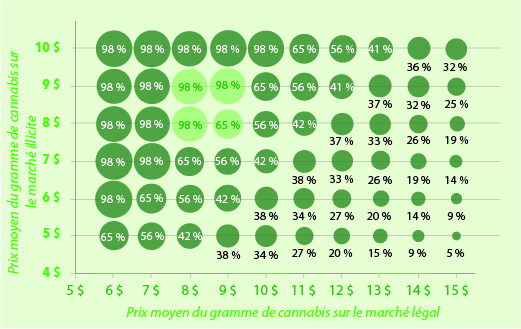 Prix moyen du gramme de cannabis sur
le marché illicite
10 $ 98 % 98 % 98 % 98 % 98 % 65 % 56 % 41 % 36 % 32 %
9 $ 98 % 98 % 98 % 98 % 65 % 56 % 41 % 37 % 32 % 25 %
8 $ 98 % 98 % 98 % 65 % 56 % 42 % 37 % 33 % 26 % 19 %
7 $ 98 % 98 % 65 % 56 % 42 % 38 % 33 % 26 % 19 % 14 %
6 $ 98 % 65 % 56 % 42 % 38 % 34 % 27 % 20 % 14 % 9 %
5 $ 65 % 56 % 42 % 38 % 34 % 27 % 20 % 15 % 9 % 5 %
4 $
5 $ 6 $ 7 $ 8 $ 9 $ 10 $ 11 $ 12 $ 13 $ 14 $ 15 $
Prix moyen du gramme de cannabis sur le marché légal